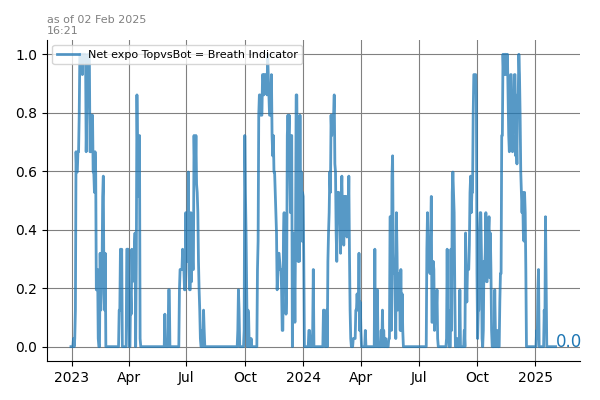 as of 02 Feb 2025
16:21
Net expo TopvsBot = Breath Indicator
1.0
0.8
0.6
0.4
0.2
0.0
0.0
2023 Apr Jul Oct 2024 Apr Jul Oct 2025